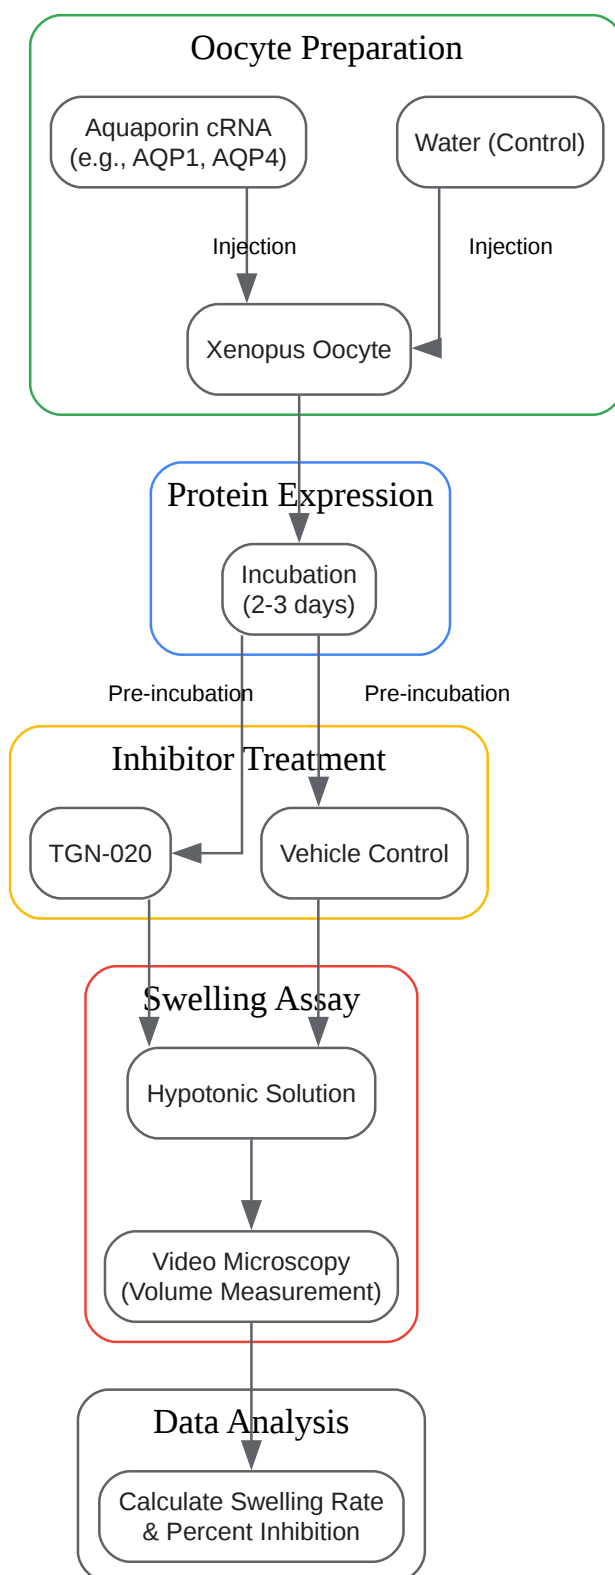 Oocyte Preparation
Aquaporin cRNA
(e.g., AQP1, AQP4)
Water (Control)
Injection
Injection
Xenopus Oocyte
Protein Expression
Incubation
(2-3 days)
Pre-incubation
Pre-incubation
Inhibitor Treatment
TGN-020
Vehicle Control
Swelling Assay
Hypotonic Solution
Video Microscopy
(Volume Measurement)
Data Analysis
Calculate Swelling Rate
& Percent Inhibition